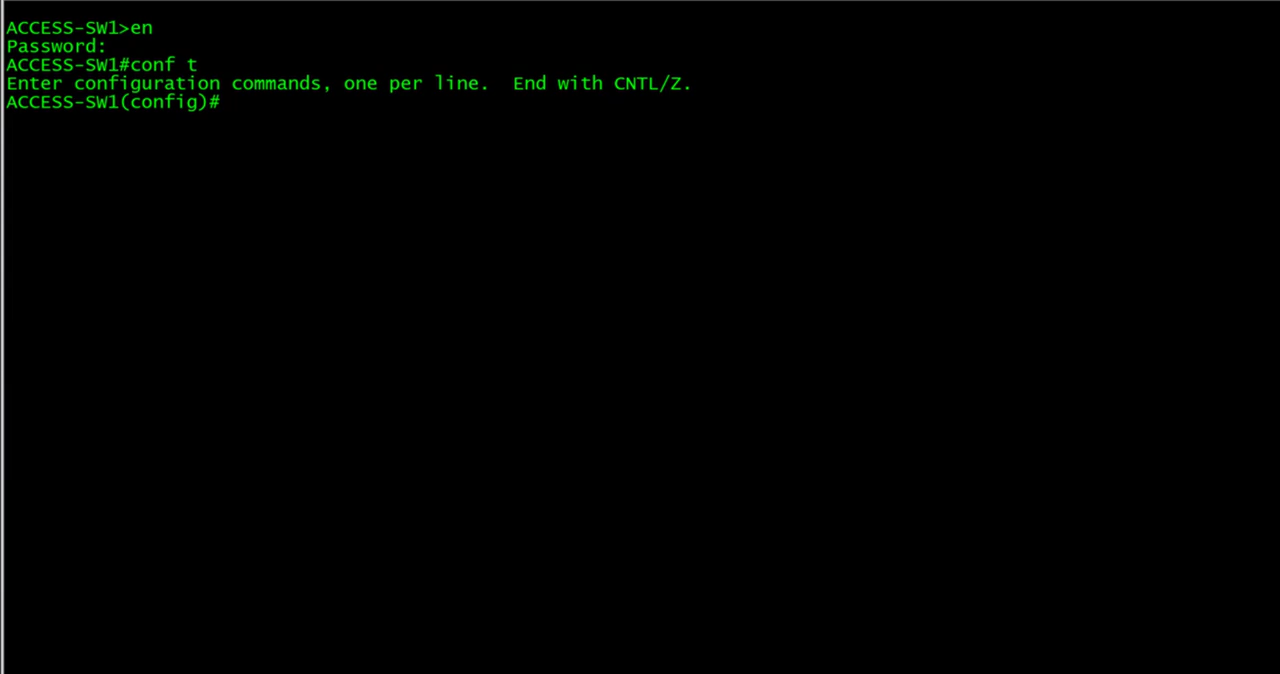 ACCESS-SW1>en
Password:
ACCESS-SW1#conf t
Enter configuration commands, one per line.  End with CNTL/Z.
ACCESS-SW1(config)#